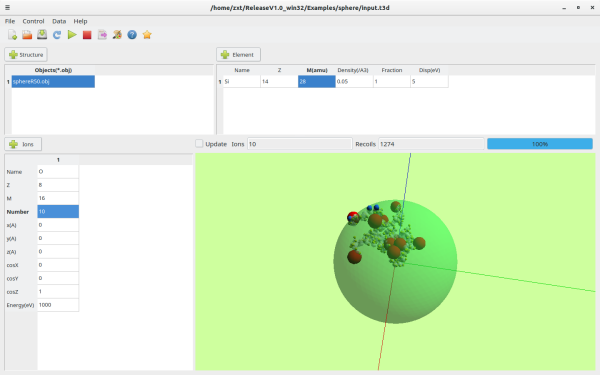 /home/zxt/ReleaseV1.0_win32/Examples/sphere/input.t3d
File Control Data Help
Structure
Element
Objects(*.obj)
1 sphereR50.obj
Name Z M(amu) Density(/A3) Fraction Disp(eV)
1 Si 14 28 0.05 1 5
Ions
Update Ions 10 Recoils 1274 100%
1
Name O
Z 8
M 16
Number 10
x(A) 0
y(A) 0
z(A) 0
cosX 0
cosY 0
cosZ 1
Energy(eV) 1000